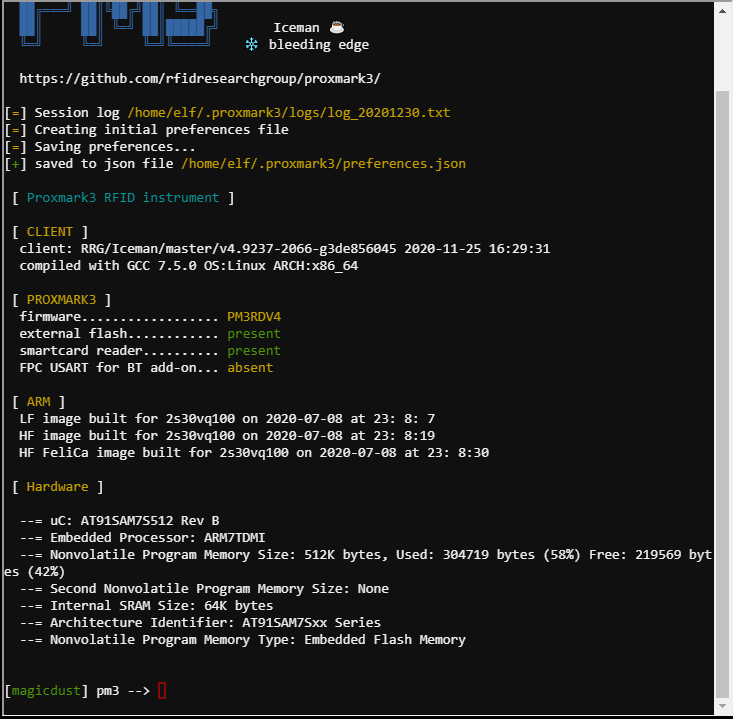 Iceman ☕
❄ bleeding edge
https://github.com/rfidresearchgroup/proxmark3/
[=] Session log /home/elf/.proxmark3/logs/log_20201230.txt
[=] Creating initial preferences file
[=] Saving preferences...
[+] saved to json file /home/elf/.proxmark3/preferences.json
[ Proxmark3 RFID instrument ]
[ CLIENT ]
client: RRG/Iceman/master/v4.9237-2066-g3de856045 2020-11-25 16:29:31
compiled with GCC 7.5.0 OS:Linux ARCH:x86_64
[ PROXMARK3 ]
firmware.................. PM3RDV4
external flash............ present
smartcard reader.......... present
FPC USART for BT add-on... absent
[ ARM ]
LF image built for 2s30vq100 on 2020-07-08 at 23: 8: 7
HF image built for 2s30vq100 on 2020-07-08 at 23: 8:19
HF FeliCa image built for 2s30vq100 on 2020-07-08 at 23: 8:30
[ Hardware ]
--= uC: AT91SAM7S512 Rev B
--= Embedded Processor: ARM7TDMI
--= Nonvolatile Program Memory Size: 512K bytes, Used: 304719 bytes (58%) Free: 219569 byt
es (42%)
--= Second Nonvolatile Program Memory Size: None
--= Internal SRAM Size: 64K bytes
--= Architecture Identifier: AT91SAM7Sxx Series
--= Nonvolatile Program Memory Type: Embedded Flash Memory
[magicdust] pm3 -->